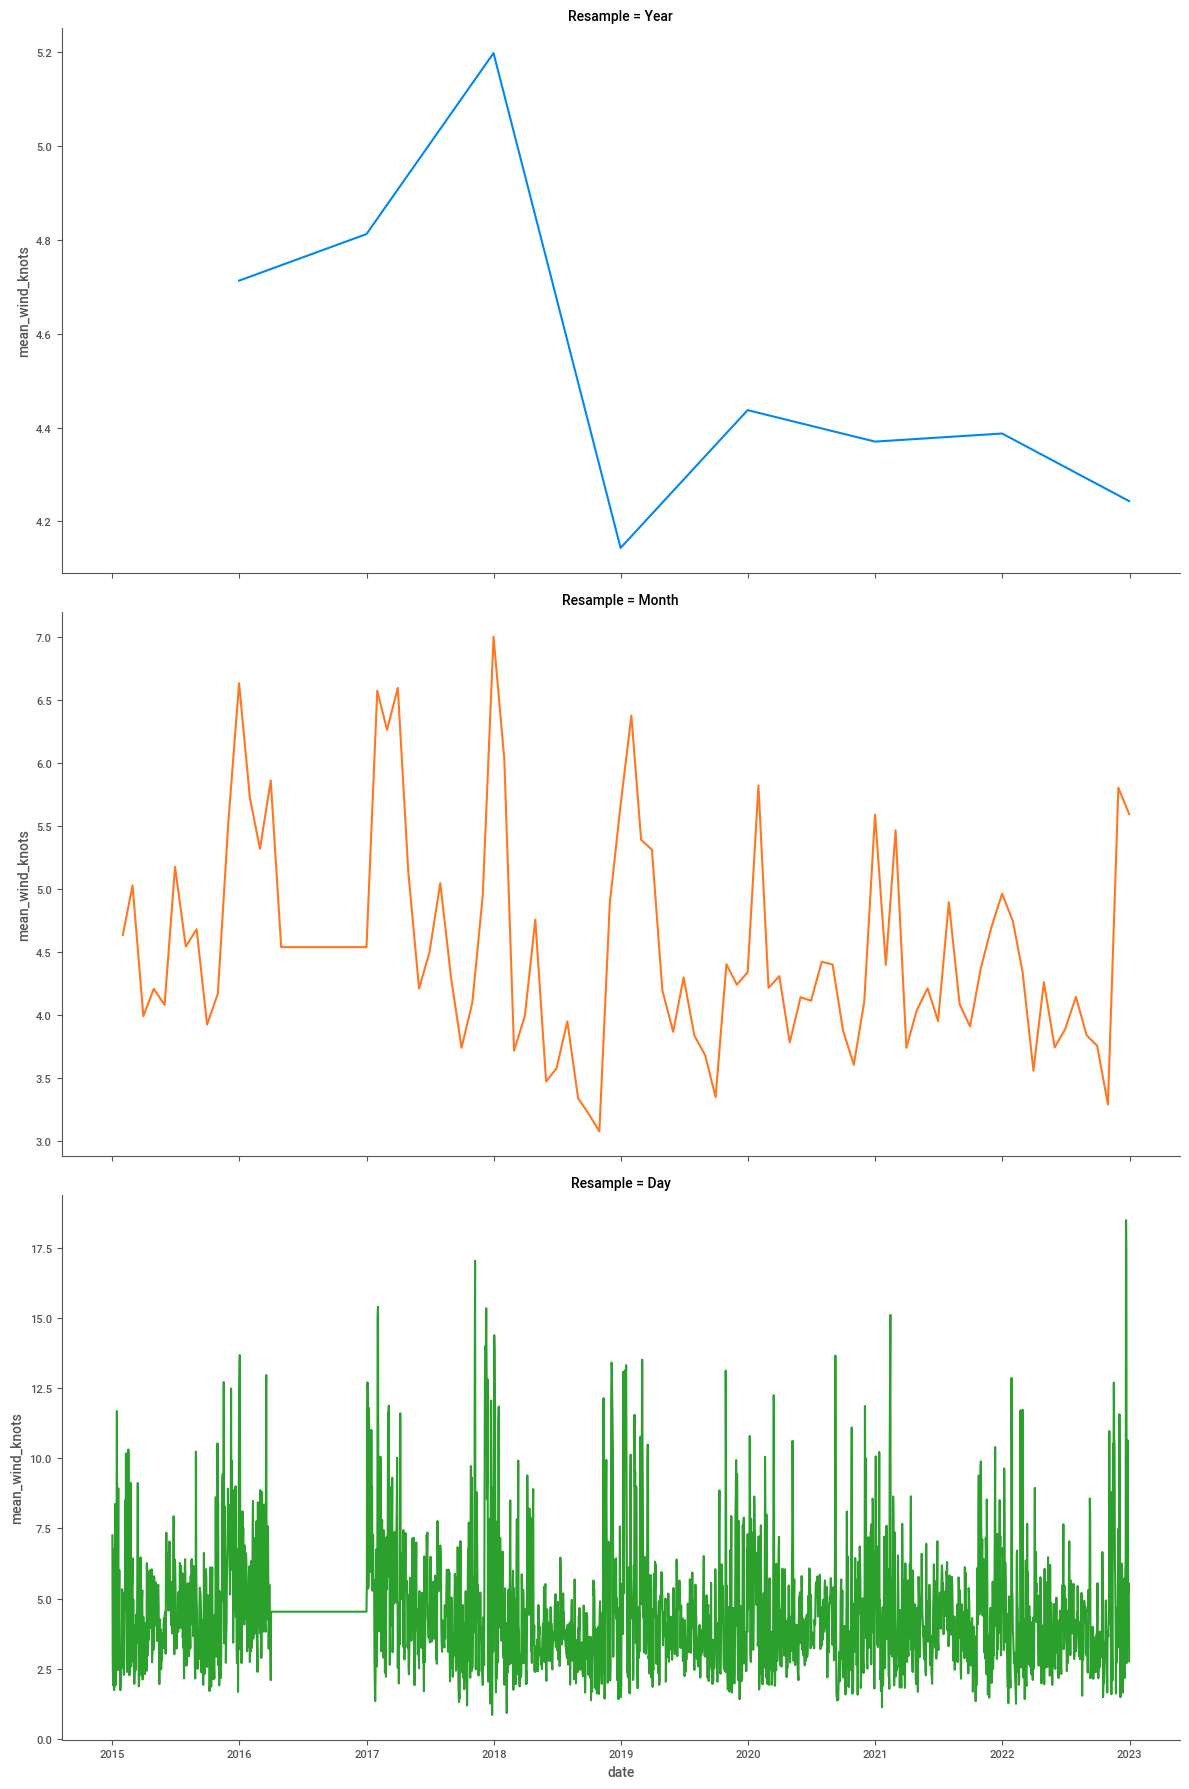 Resample = Year
5.2
5.0
4.8
4.6
4.4
4.2
mean_wind_knots
Resample = Month
7.0
6.5
6.0
5.5
5.0
4.5
4.0
3.5
3.0
mean_wind_knots
Resample = Day
17.5
15.0
12.5
10.0
7.5
5.0
2.5
0.0
mean_wind_knots
2015 2016 2017 2018 2019 2020 2021 2022 2023
date